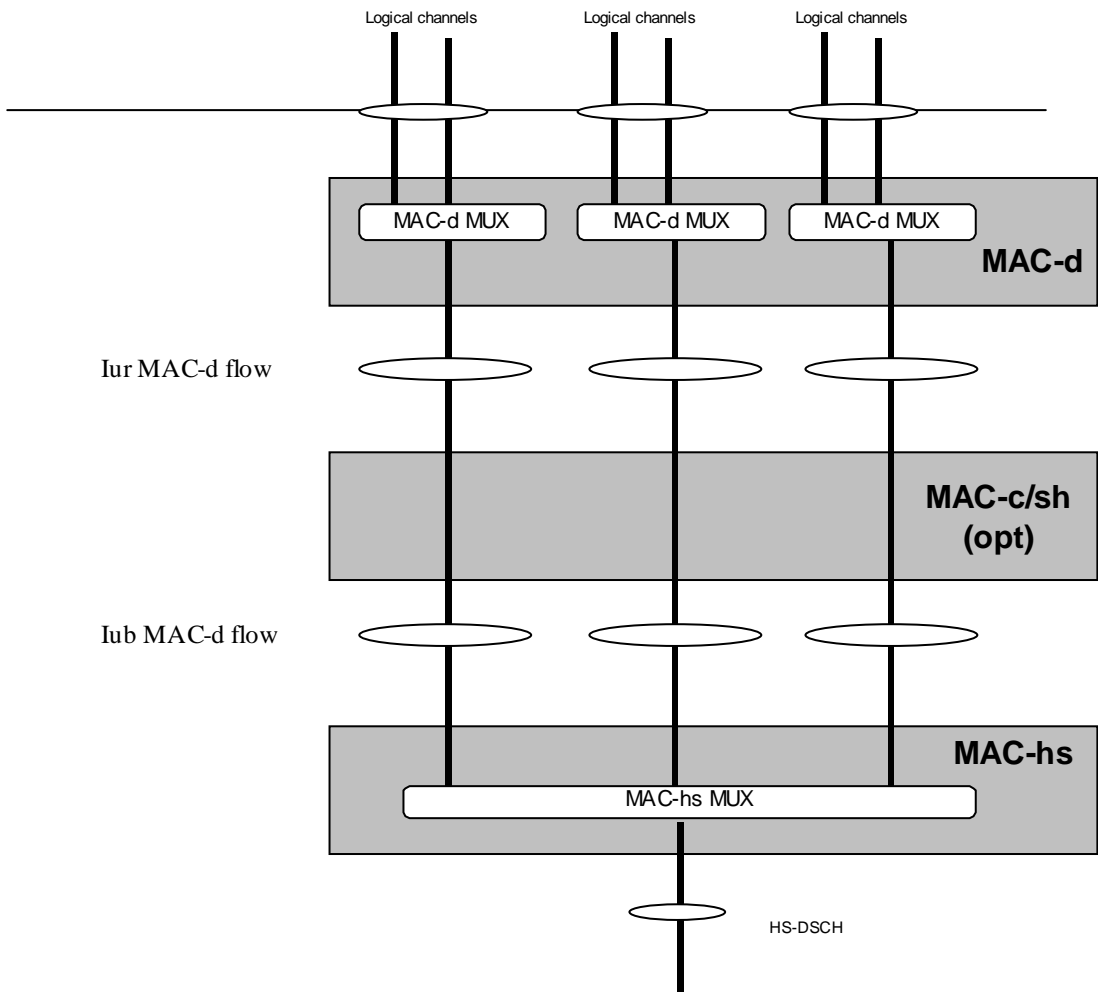 Logical channels
Logical channels
Logical channels
MAC-d MUX
MAC-d MUX
MAC-d MUX
MAC-d
Iur MAC-d flow
MAC-c/sh
(opt)
Iub MAC-d flow
MAC-hs
MAC-hs MUX
HS-DSCH